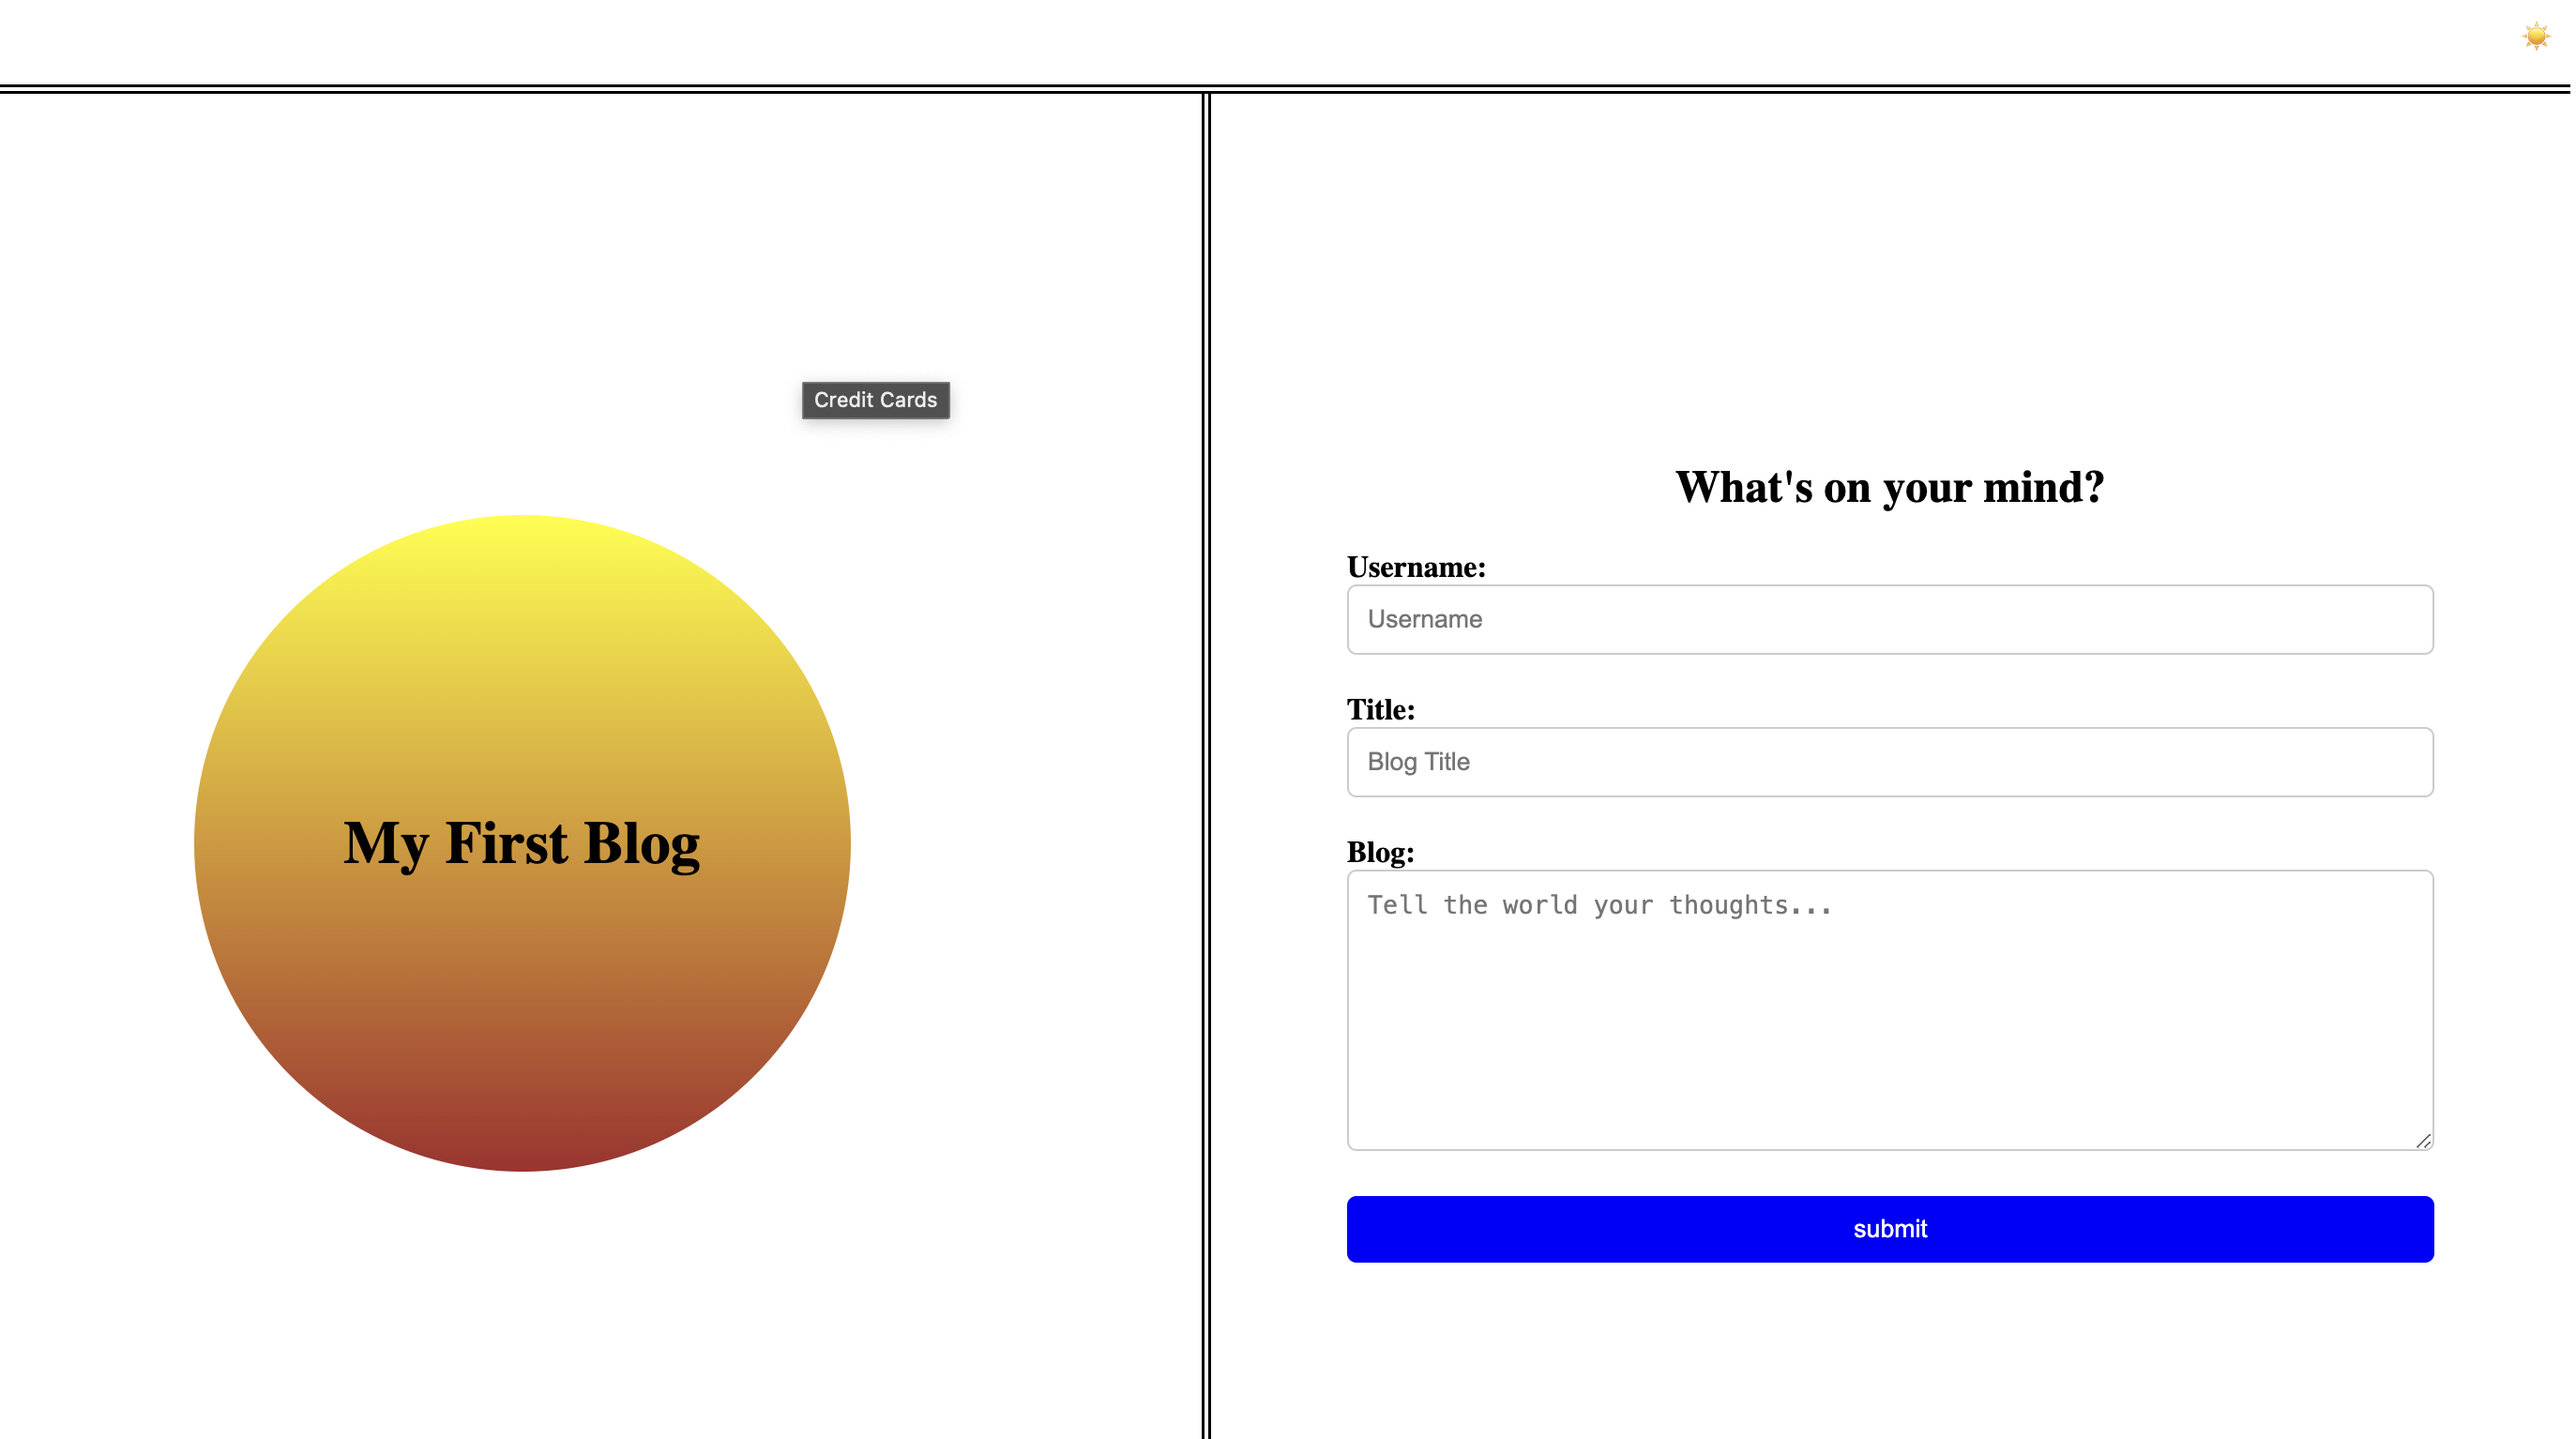 Credit Cards
My First Blog
What's on your mind?
Username:
Username
Title:
Blog Title
Blog:
Tell the world your thoughts...
submit